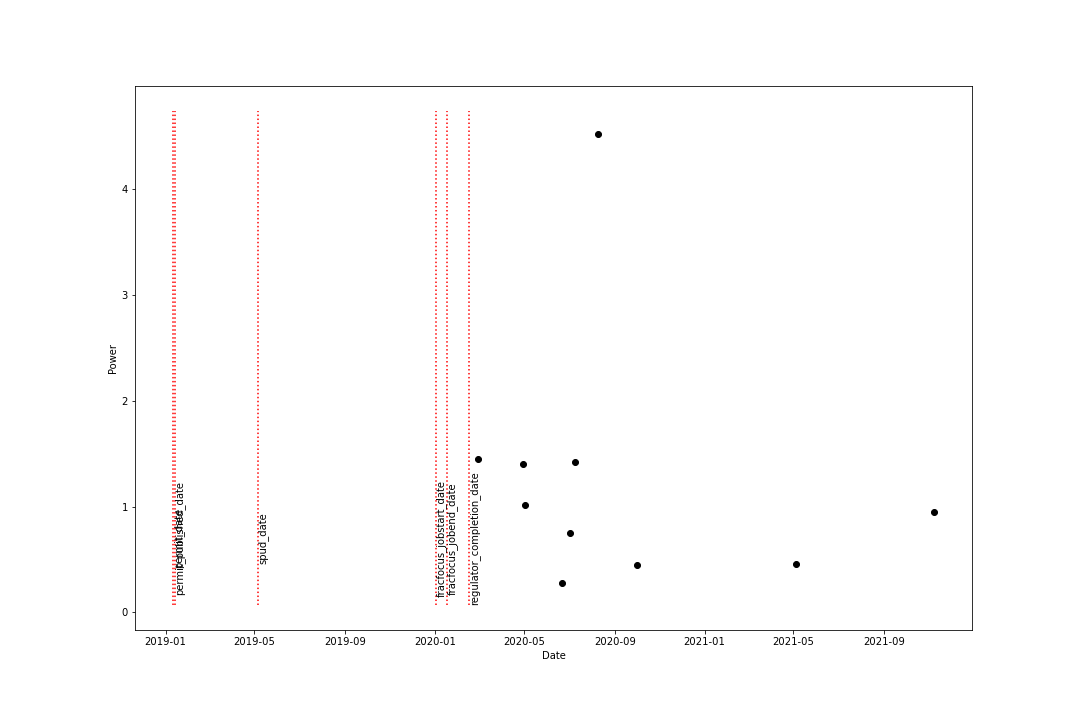 4
3
2
1
0
Power
permit_date
spud_date
fracfocus_jobstart_date
fracfocus_jobend_date
regulator_completion_date
2019-01
2019-05
2019-09
2020-01
2020-05
2020-09
2021-01
2021-05
2021-09
Date